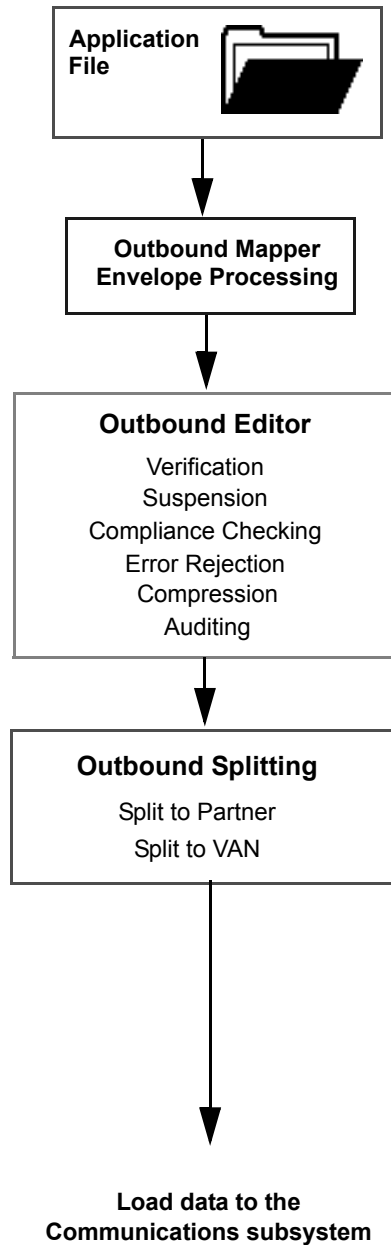 Application
File
Outbound Mapper
Envelope Processing
Outbound Editor
Verification
Suspension
Compliance Checking
Error Rejection
Compression
Auditing
Outbound Splitting
Split to Partner
Split to VAN
Load data to the
Communications subsystem